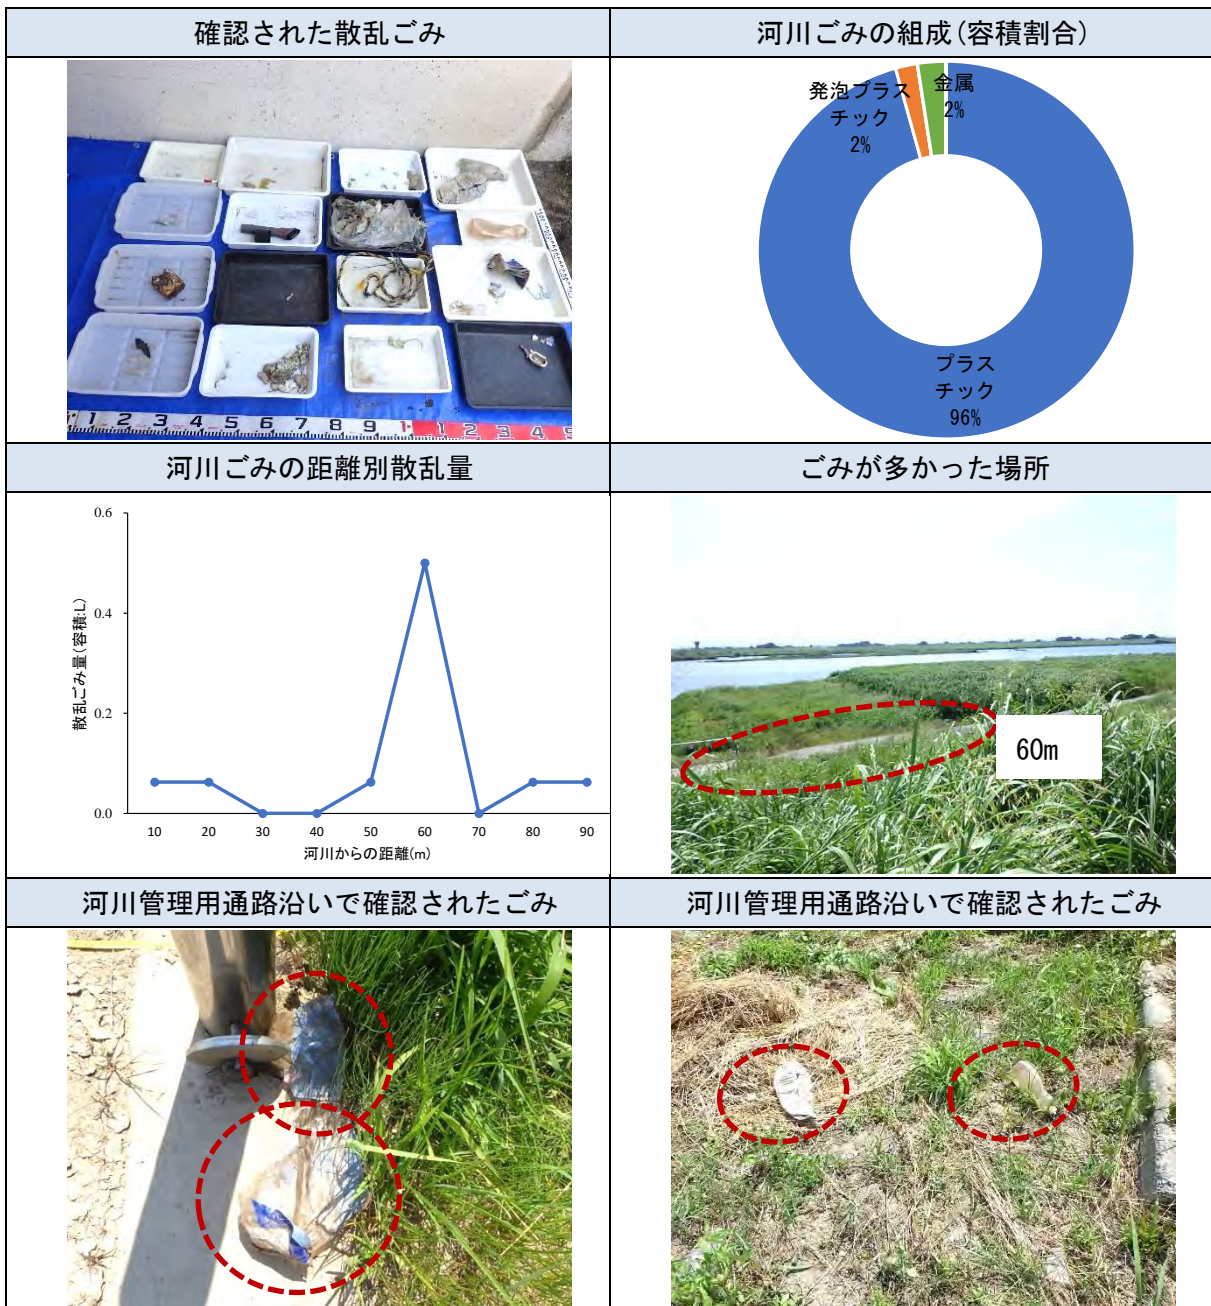 確認された散乱ごみ
河川ごみの組成(容積割合)
1 2 3 4 5 6 7 8 9 1 1 2 3 4 5
発泡プラス
チック
2%
金属
2%
プラス
チック
96%
河川ごみの距離別散乱量
ごみが多かった場所
散乱ごみ量(容積:L)
0.6
0.4
0.2
0.0
10 20 30 40 50 60 70 80 90
河川からの距離(m)
60m
河川管理用通路沿いで確認されたごみ
河川管理用通路沿いで確認されたごみ